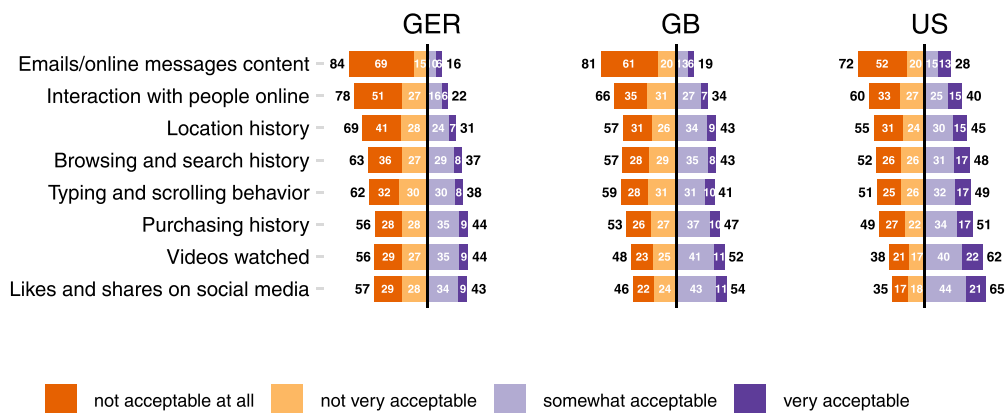 GER GB US
Emails/online messages content 84 69 15 10 6 16 81 61 20 13 6 19 72 52 20 15 13 28
Interaction with people online 78 51 27 16 6 22 66 35 31 27 7 34 60 33 27 25 15 40
Location history 69 41 28 24 7 31 57 31 26 34 9 43 55 31 24 30 15 45
Browsing and search history 63 36 27 29 8 37 57 28 29 35 8 43 52 26 26 31 17 48
Typing and scrolling behavior 62 32 30 30 8 38 59 28 31 31 10 41 51 25 26 32 17 49
Purchasing history 56 28 28 35 9 44 53 26 27 37 10 47 49 27 22 34 17 51
Videos watched 56 29 27 35 9 44 48 23 25 41 11 52 38 21 17 40 22 62
Likes and shares on social media 57 29 28 34 9 43 46 22 24 43 11 54 35 17 18 44 21 65
not acceptable at all not very acceptable somewhat acceptable very acceptable